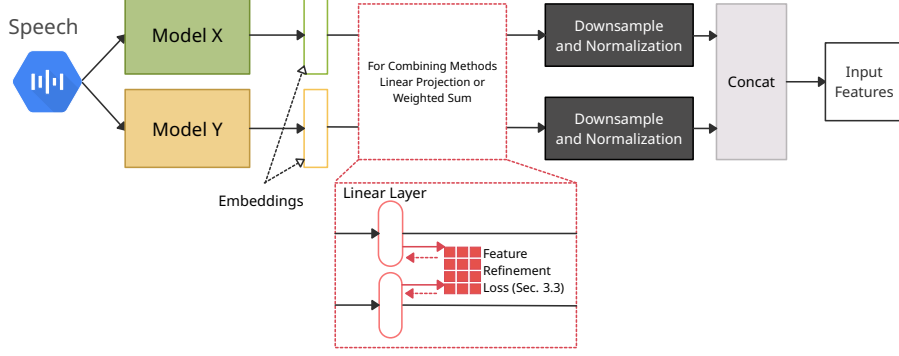 Speech
Model X
Model Y
Embeddings
For Combining Methods
Linear Projection or
Weighted Sum
Downsample
and Normalization
Downsample
and Normalization
Concat
Input
Features
Linear Layer
Feature
Refinement
Loss (Sec. 3.3)